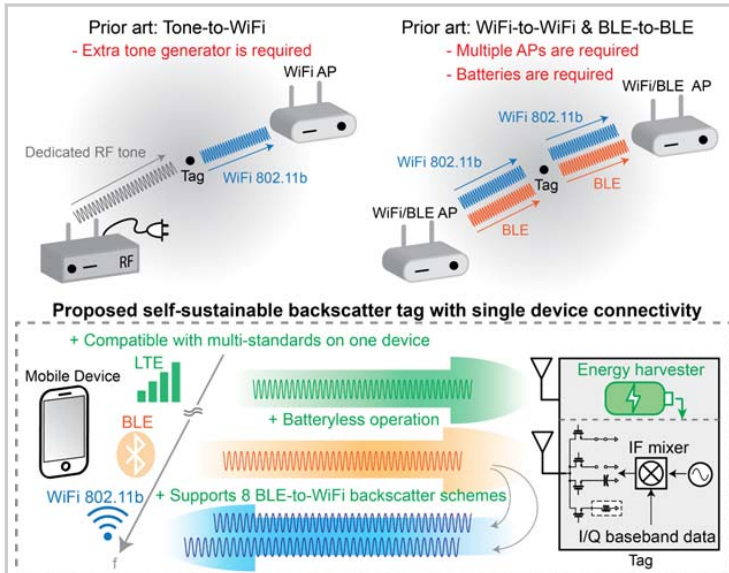 Prior art: Tone-to-WiFi
- Extra tone generator is required
WiFi AP
Dedicated RF tone
Tag
WiFi 802.11b
RF
Prior art: WiFi-to-WiFi & BLE-to-BLE
- Multiple APs are required
- Batteries are required
WiFi/BLE AP
WiFi 802.11b
WiFi 802.11b
Tag
BLE
WiFi/BLE AP
BLE
Proposed self-sustainable backscatter tag with single device connectivity
+ Compatible with multi-standards on one device
Mobile Device
LTE
Energy harvester
+ Batteryless operation
BLE
IF mixer
WiFi 802.11b
+ Supports 8 BLE-to-WiFi backscatter schemes
I/Q baseband data
f
Tag